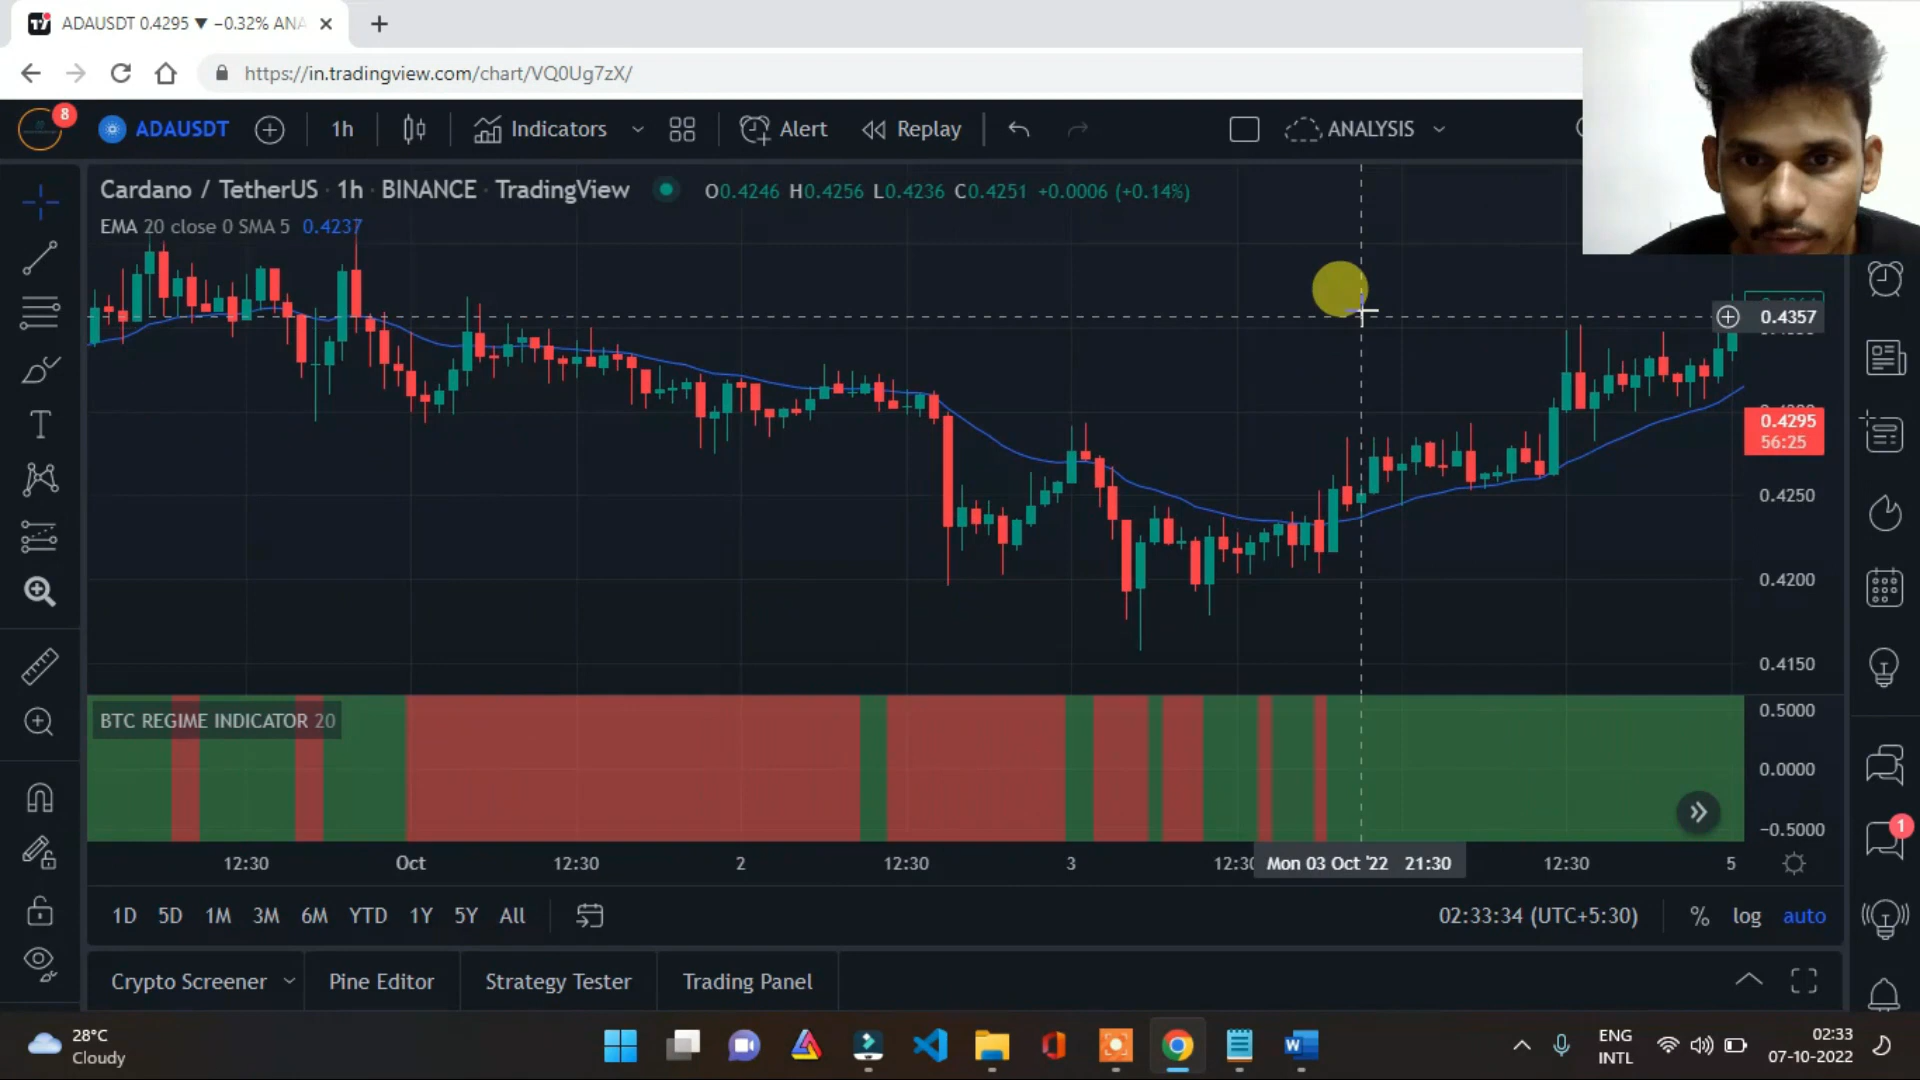 ADAUSDT 0.4295 ▼ −0.32% ANA
https://in.tradingview.com/chart/VQ0Ug7zX/
8
ADAUSDT
1h
Indicators
Alert
Replay
ANALYSIS
Cardano / TetherUS · 1h · BINANCE · TradingView
O0.4246 H0.4256 L0.4236 C0.4251 +0.0006 (+0.14%)
EMA 20 close 0 SMA 5 0.4237
0.4357
0.4295
56:25
0.4250
0.4200
0.4150
BTC REGIME INDICATOR 20
0.5000
0.0000
−0.5000
1
12:30
Oct
12:30
2
12:30
3
12:30
Mon 03 Oct '22 21:30
12:30
5
1D 5D 1M 3M 6M YTD 1Y 5Y All
02:33:34 (UTC+5:30)
% log auto
Crypto Screener
Pine Editor
Strategy Tester
Trading Panel
28°C
Cloudy
ENG
INTL
02:33
07-10-2022